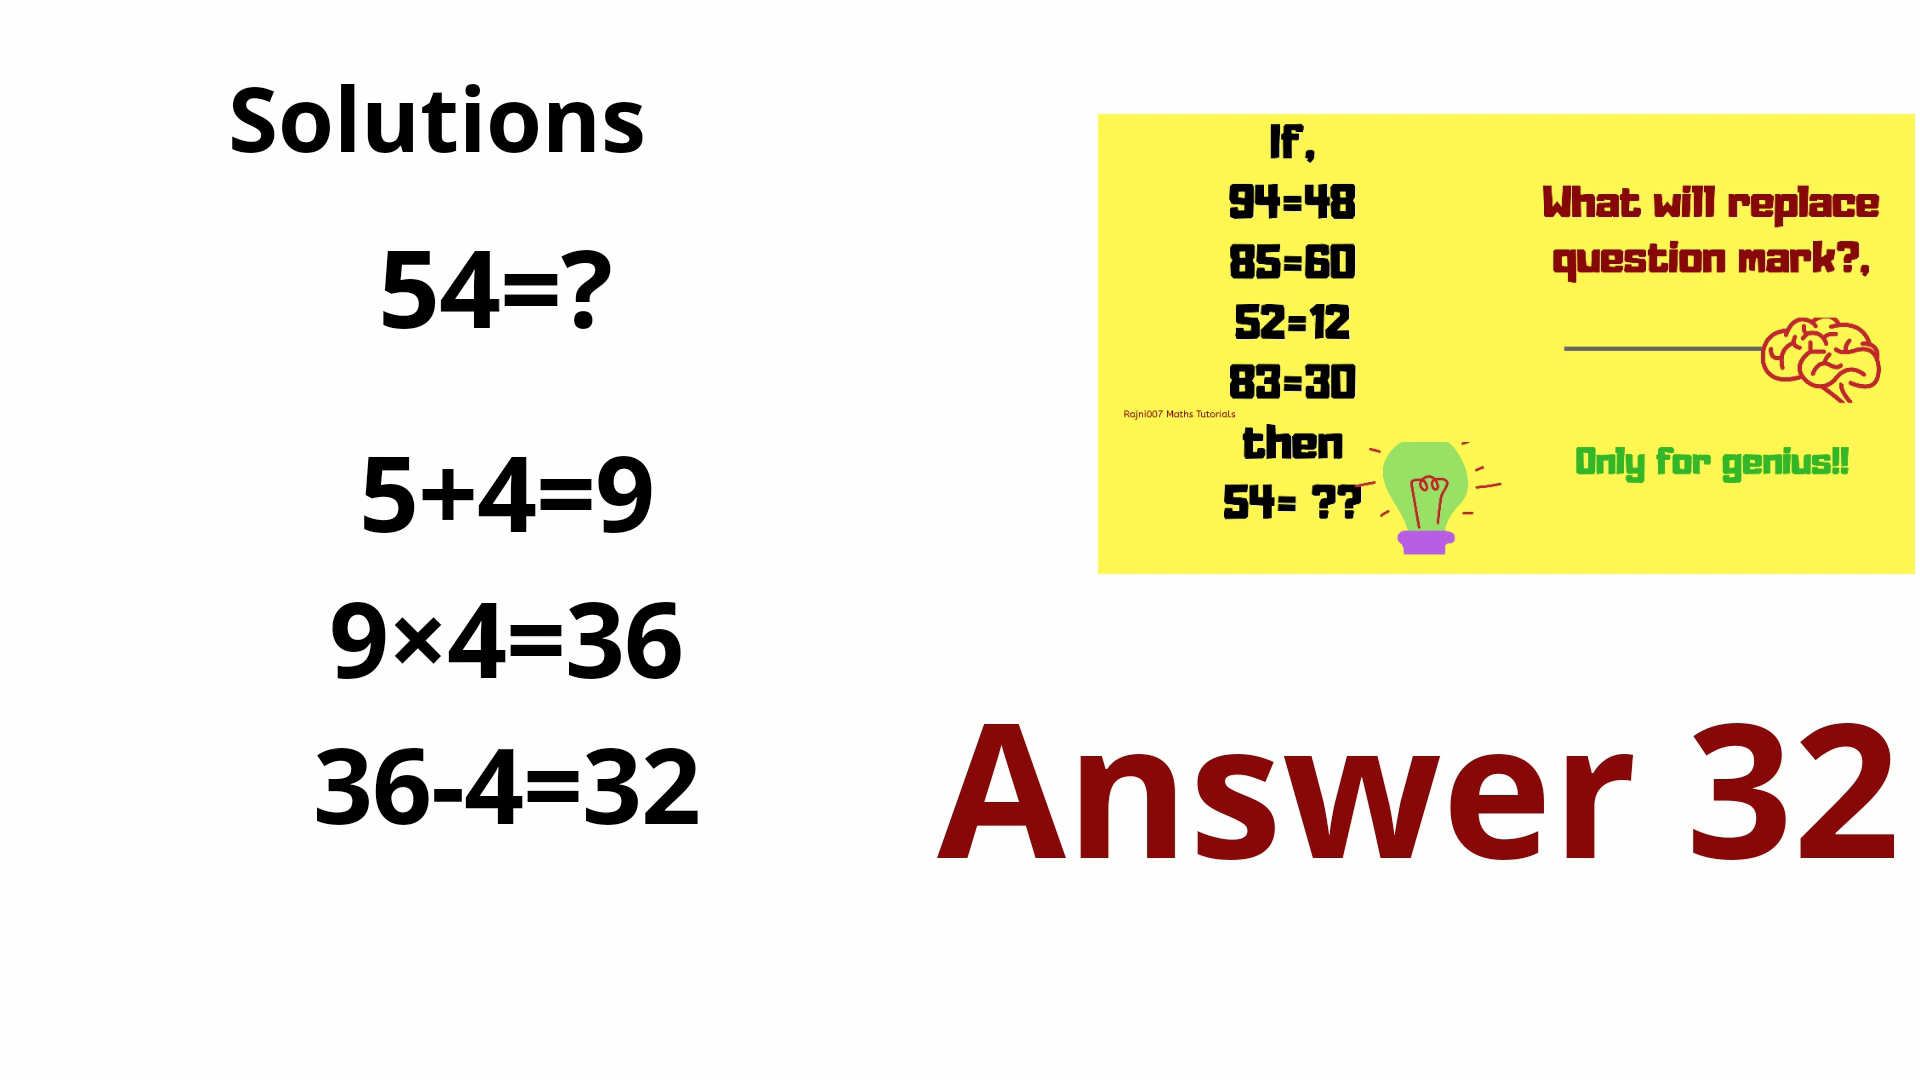 Solutions
54=?
5+4=9
9×4=36
36-4=32
If,
94=48
85=60
52=12
83=30
Rajni007 Maths Tutorials
then
54= ??
What will replace
question mark?,
Only for genius!!
Answer 32